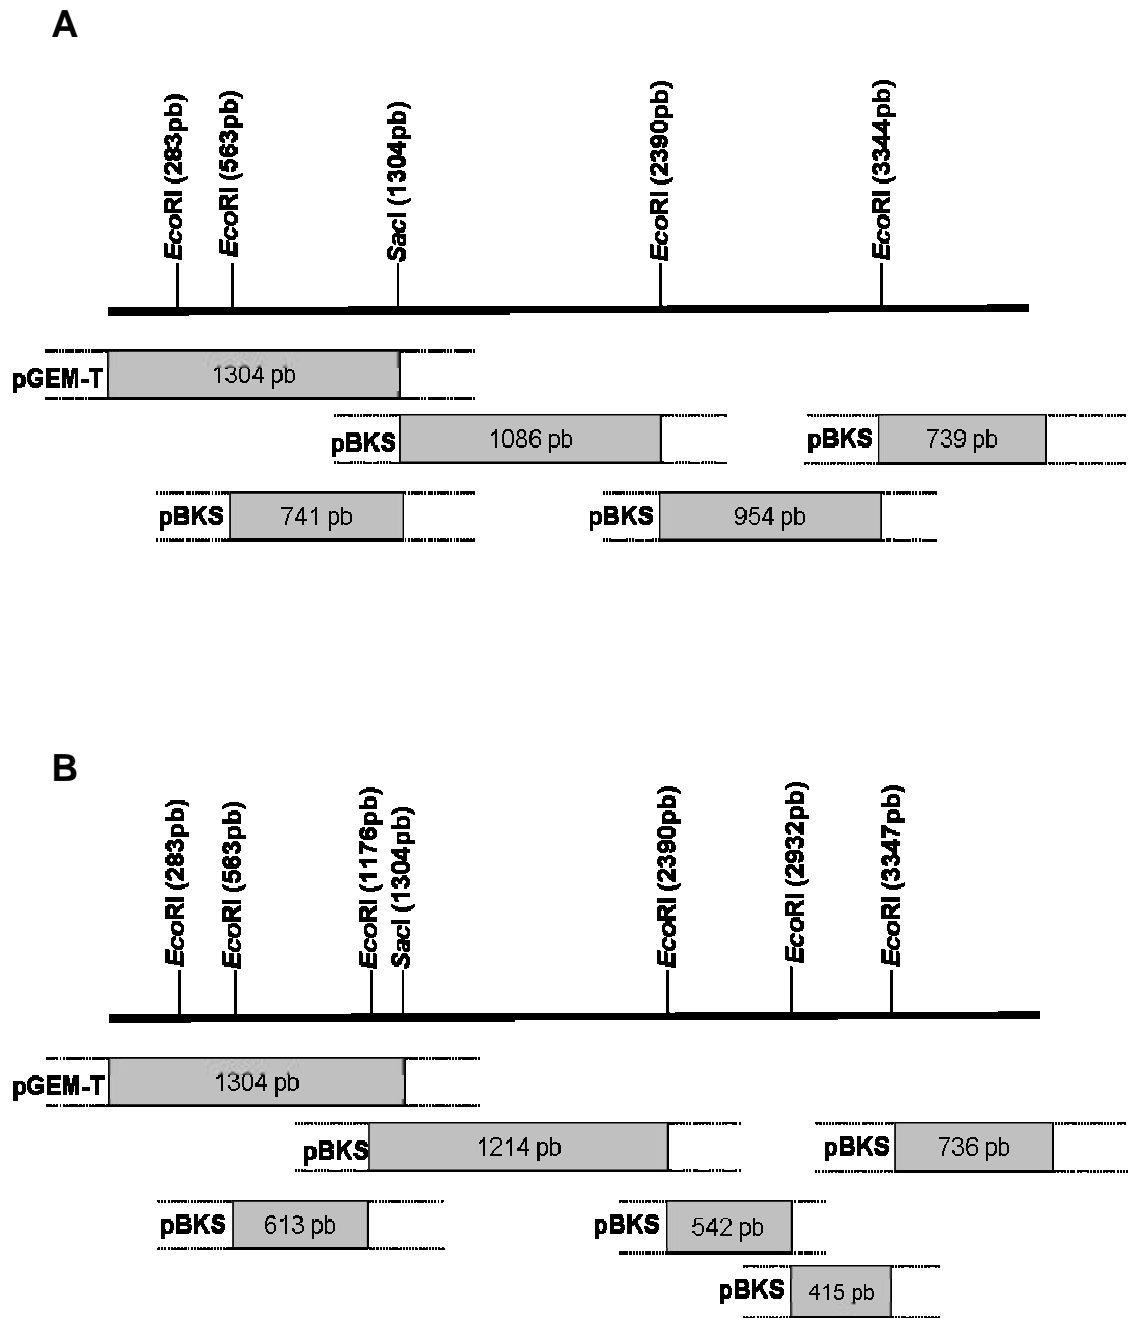 A
EcoRI (283pb)
EcoRI (563pb)
SacI (1304pb)
EcoRI (2390pb)
EcoRI (3344pb)
pGEM-T
1304 pb
pBKS
1086 pb
pBKS
739 pb
pBKS
741 pb
pBKS
954 pb
B
EcoRI (283pb)
EcoRI (563pb)
EcoRI (1176pb)
SacI (1304pb)
EcoRI (2390pb)
EcoRI (2932pb)
EcoRI (3347pb)
pGEM-T
1304 pb
pBKS
1214 pb
pBKS
736 pb
pBKS
613 pb
pBKS
542 pb
pBKS
415 pb